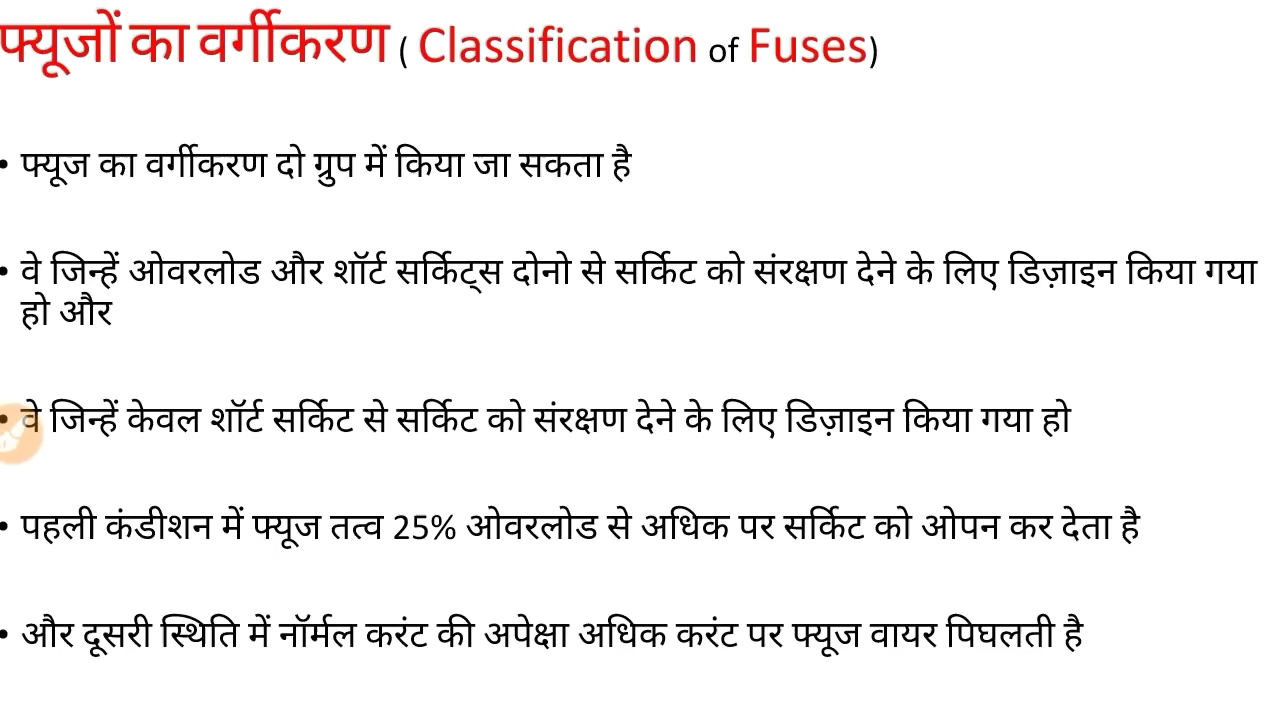 फ्यूजों का वर्गीकरण ( Classification of Fuses)
• फ्यूज का वर्गीकरण दो ग्रुप में किया जा सकता है
• वे जिन्हें ओवरलोड और शॉर्ट सर्किट्स दोनो से सर्किट को संरक्षण देने के लिए डिज़ाइन किया गया
हो और
• वे जिन्हें केवल शॉर्ट सर्किट से सर्किट को संरक्षण देने के लिए डिज़ाइन किया गया हो
• पहली कंडीशन में फ्यूज तत्व 25% ओवरलोड से अधिक पर सर्किट को ओपन कर देता है
• और दूसरी स्थिति में नॉर्मल करंट की अपेक्षा अधिक करंट पर फ्यूज वायर पिघलती है